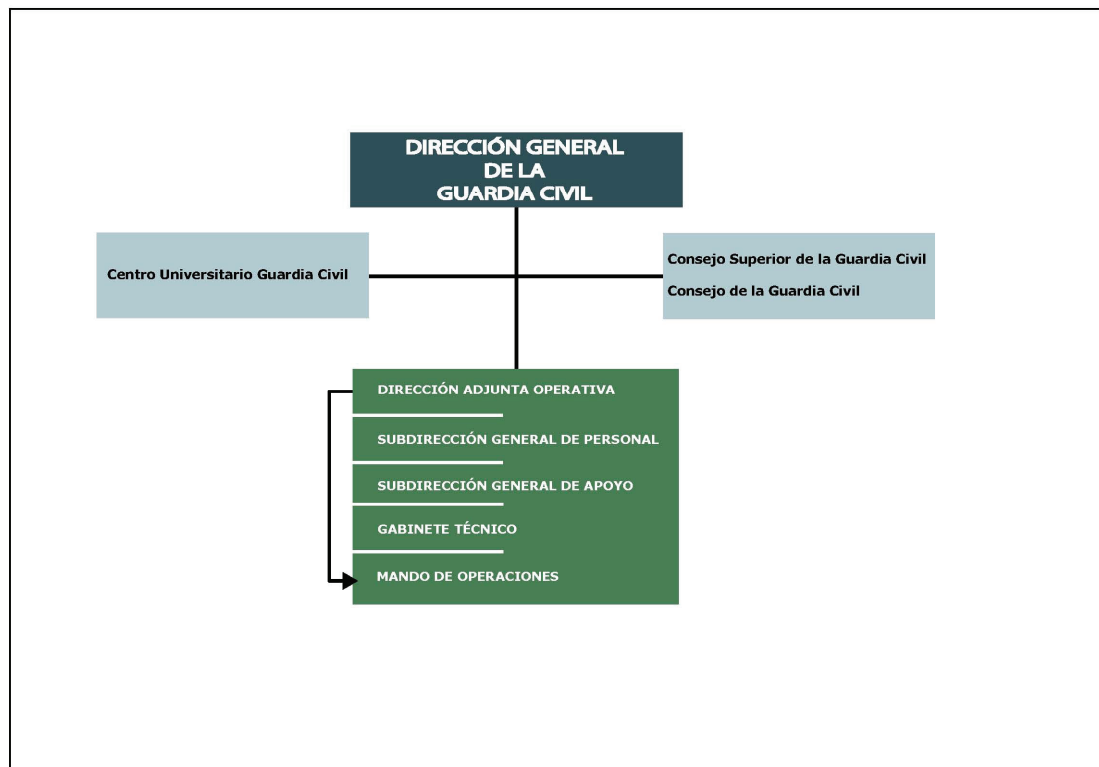 DIRECCIÓN GENERAL
DE LA
GUARDIA CIVIL
Centro Universitario Guardia Civil
Consejo Superior de la Guardia Civil
Consejo de la Guardia Civil
DIRECCIÓN ADJUNTA OPERATIVA
SUBDIRECCIÓN GENERAL DE PERSONAL
SUBDIRECCIÓN GENERAL DE APOYO
GABINETE TÉCNICO
MANDO DE OPERACIONES